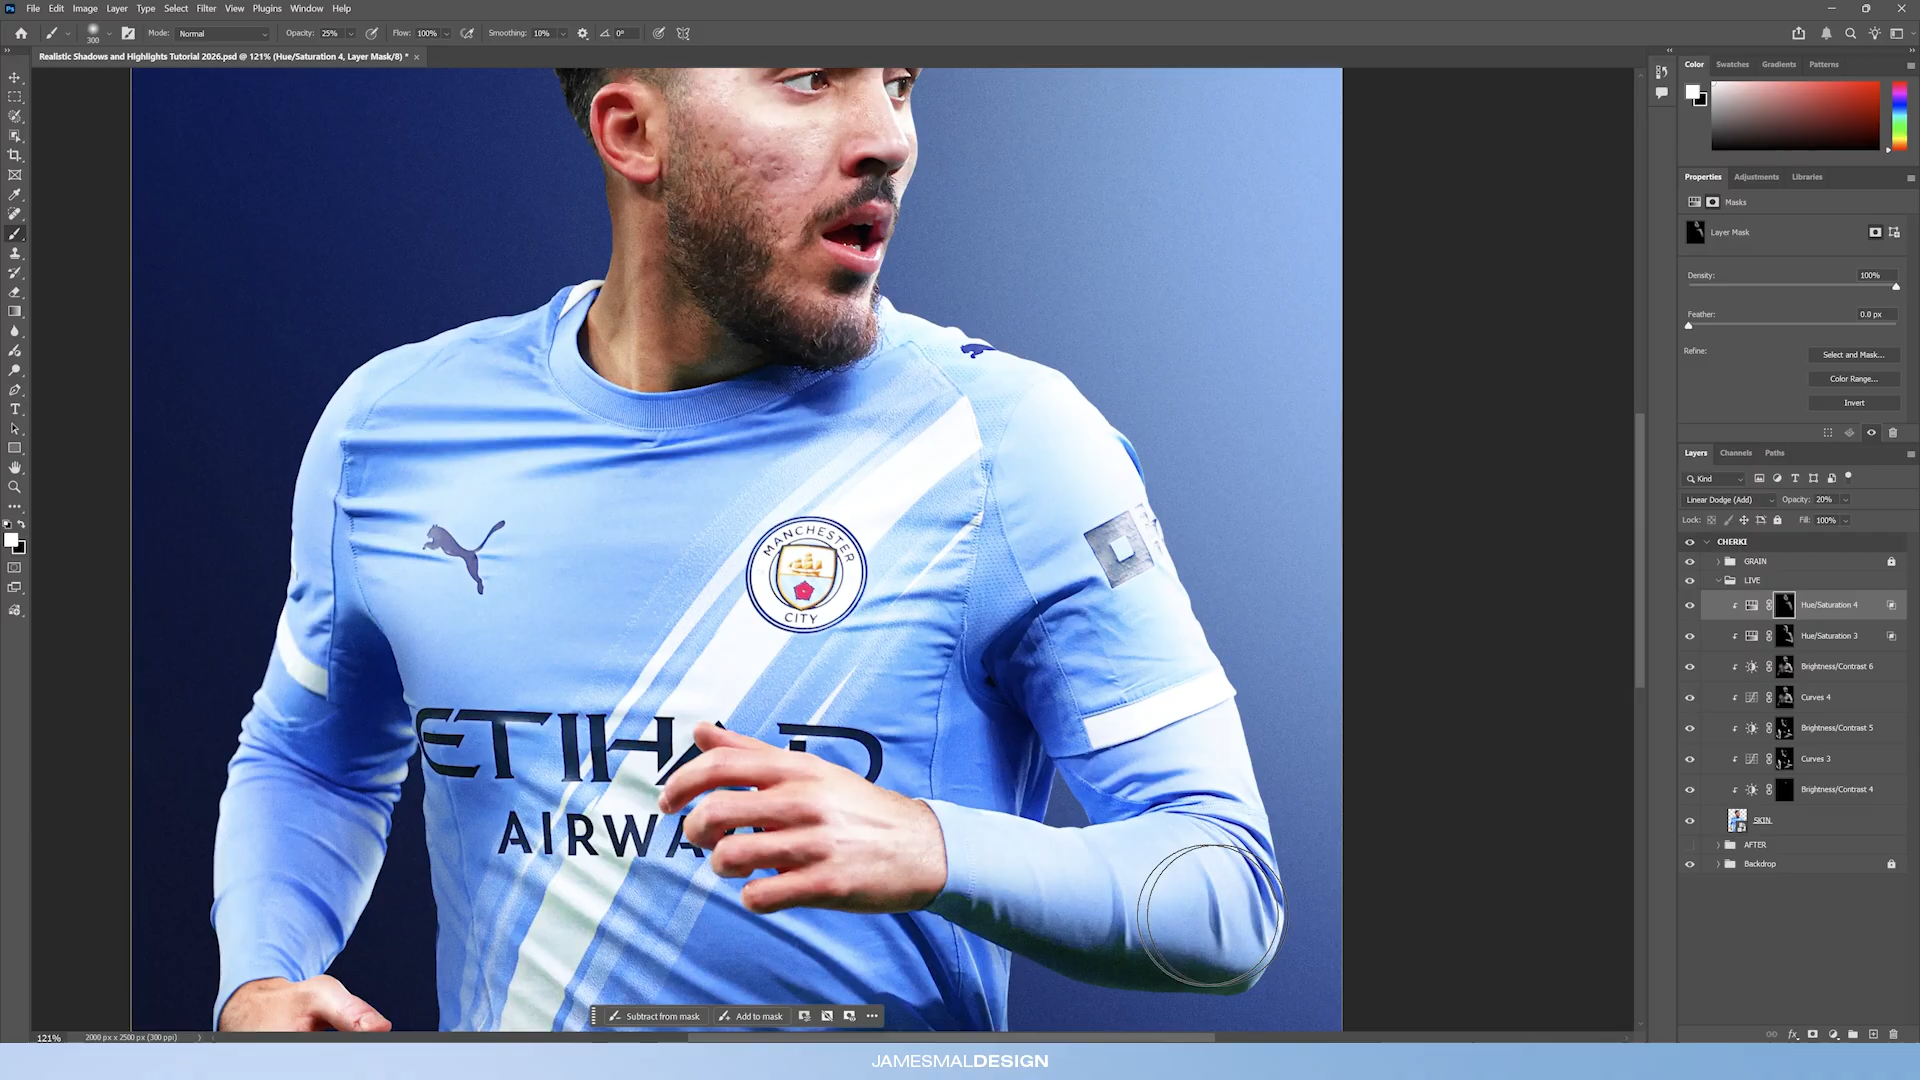 Ps File Edit Image Layer Type Select Filter View Plugins Window Help
300 Mode: Normal Opacity: 25% Flow: 100% Smoothing: 10% 0°
Realistic Shadows and Highlights Tutorial 2026.psd @ 121% (Hue/Saturation 4, Layer Mask/8) * ×
Color Swatches Gradients Patterns
Properties Adjustments Libraries
Masks
Layer Mask
Density: 100%
Feather: 0.0 px
Refine: Select and Mask...
Color Range...
Invert
Layers Channels Paths
Kind
Linear Dodge (Add) Opacity: 20%
Lock: Fill: 100%
CHERKI
GRAIN
LIVE
Hue/Saturation 4
Hue/Saturation 3
Brightness/Contrast 6
Curves 4
Brightness/Contrast 5
Curves 3
Brightness/Contrast 4
SKIN
AFTER
Backdrop
MANCHESTER
CITY
ETIHAD
AIRWA
Subtract from mask Add to mask
121% 2000 px x 2500 px (300 ppi)
JAMESMALDESIGN